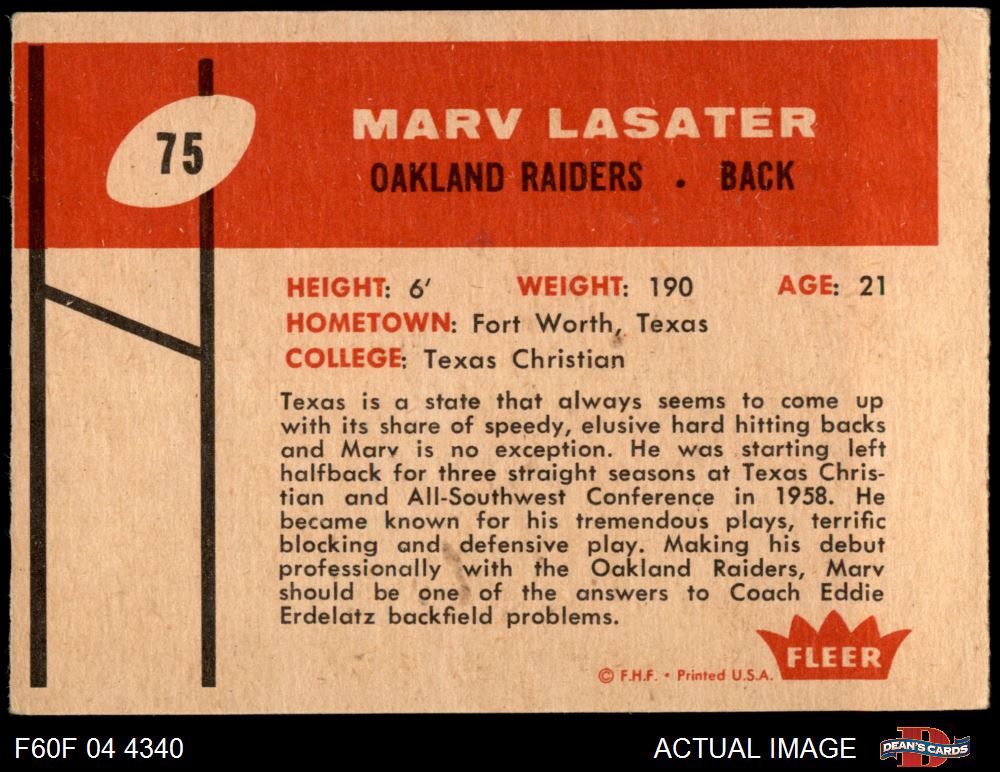 75
MARV LASATER
OAKLAND RAIDERS . BACK
HEIGHT: 6' WEIGHT: 190 AGE: 21
HOMETOWN: Fort Worth, Texas
COLLEGE: Texas Christian
Texas is a state that always seems to come up
with its share of speedy, elusive hard hitting backs
and Marv is no exception. He was starting left
halfback for three straight seasons at Texas Chris-
tian and All-Southwest Conference in 1958. He
became known for his tremendous plays, terrific
blocking and defensive play. Making his debut
professionally with the Oakland Raiders, Marv
should be one of the answers to Coach Eddie
Erdelatz backfield problems.
FLEER
© F.H.F. • Printed U.S.A.
F60F 04 4340 ACTUAL IMAGE D DEAN'S CARDS